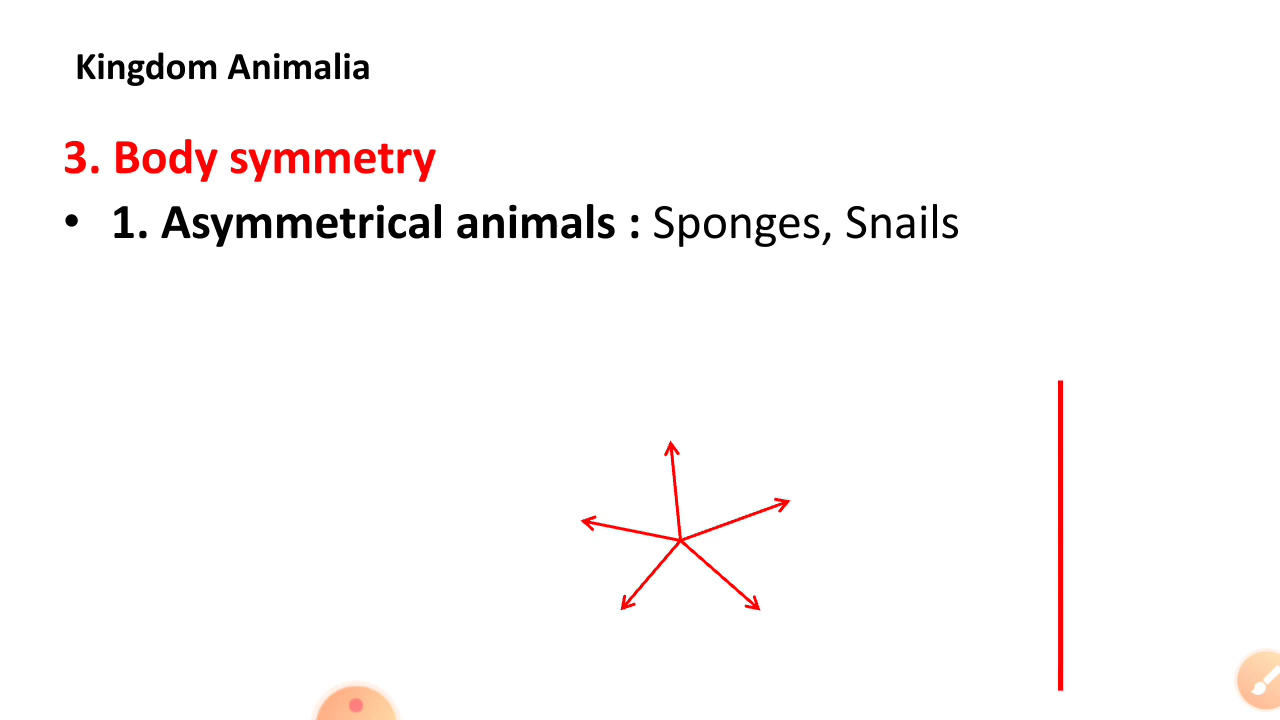 Kingdom Animalia
3. Body symmetry
• 1. Asymmetrical animals : Sponges, Snails